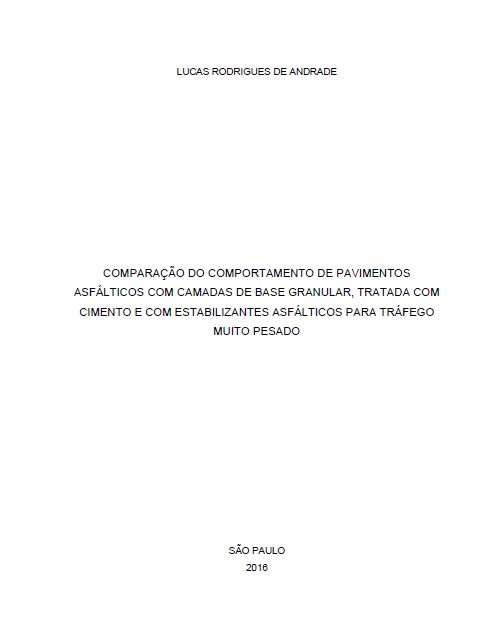 LUCAS RODRIGUES DE ANDRADE
COMPARAÇÃO DO COMPORTAMENTO DE PAVIMENTOS
ASFÁLTICOS COM CAMADAS DE BASE GRANULAR, TRATADA COM
CIMENTO E COM ESTABILIZANTES ASFÁLTICOS PARA TRÁFEGO
MUITO PESADO
SÃO PAULO
2016